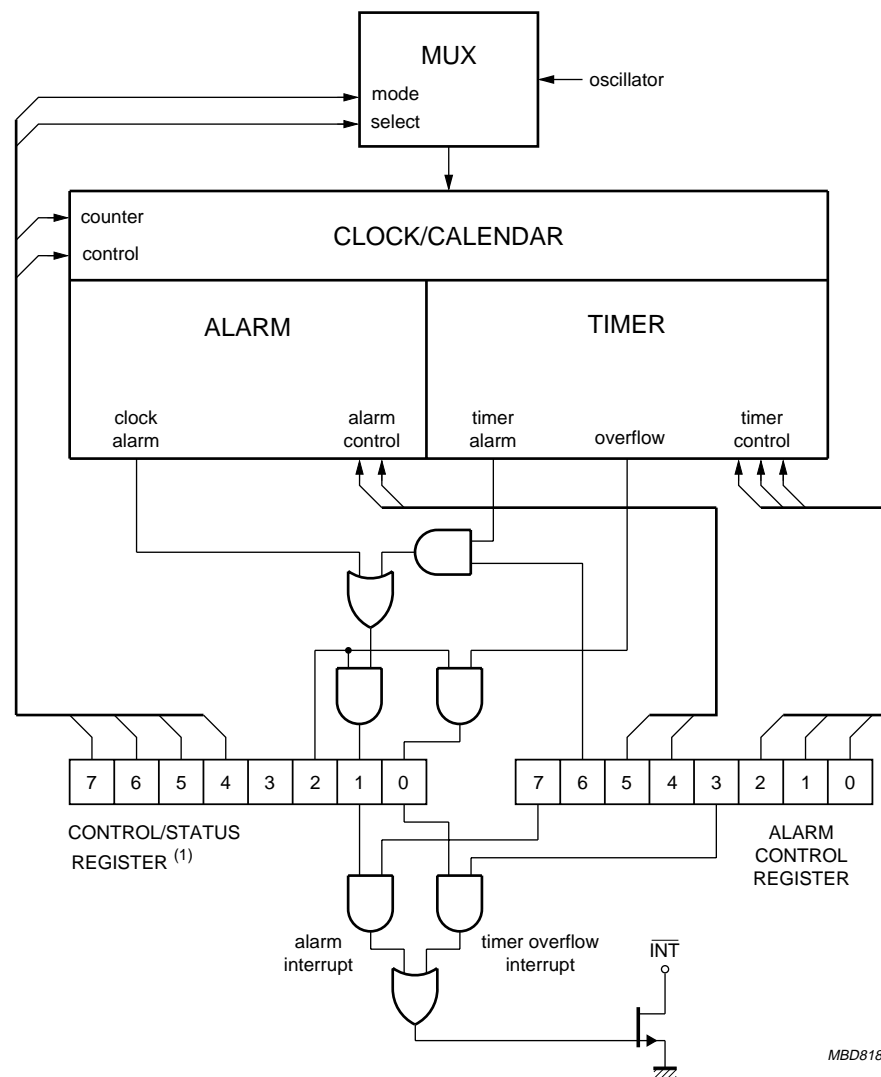 MUX
oscillator
mode
select
counter
CLOCK/CALENDAR
control
ALARM
TIMER
clock
alarm
alarm
control
timer
alarm
overflow
timer
control
7 6 5 4 3 2 1 0
7 6 5 4 3 2 1 0
CONTROL/STATUS
REGISTER (1)
ALARM
CONTROL
REGISTER
alarm
interrupt
timer overflow
interrupt
INT
MBD818